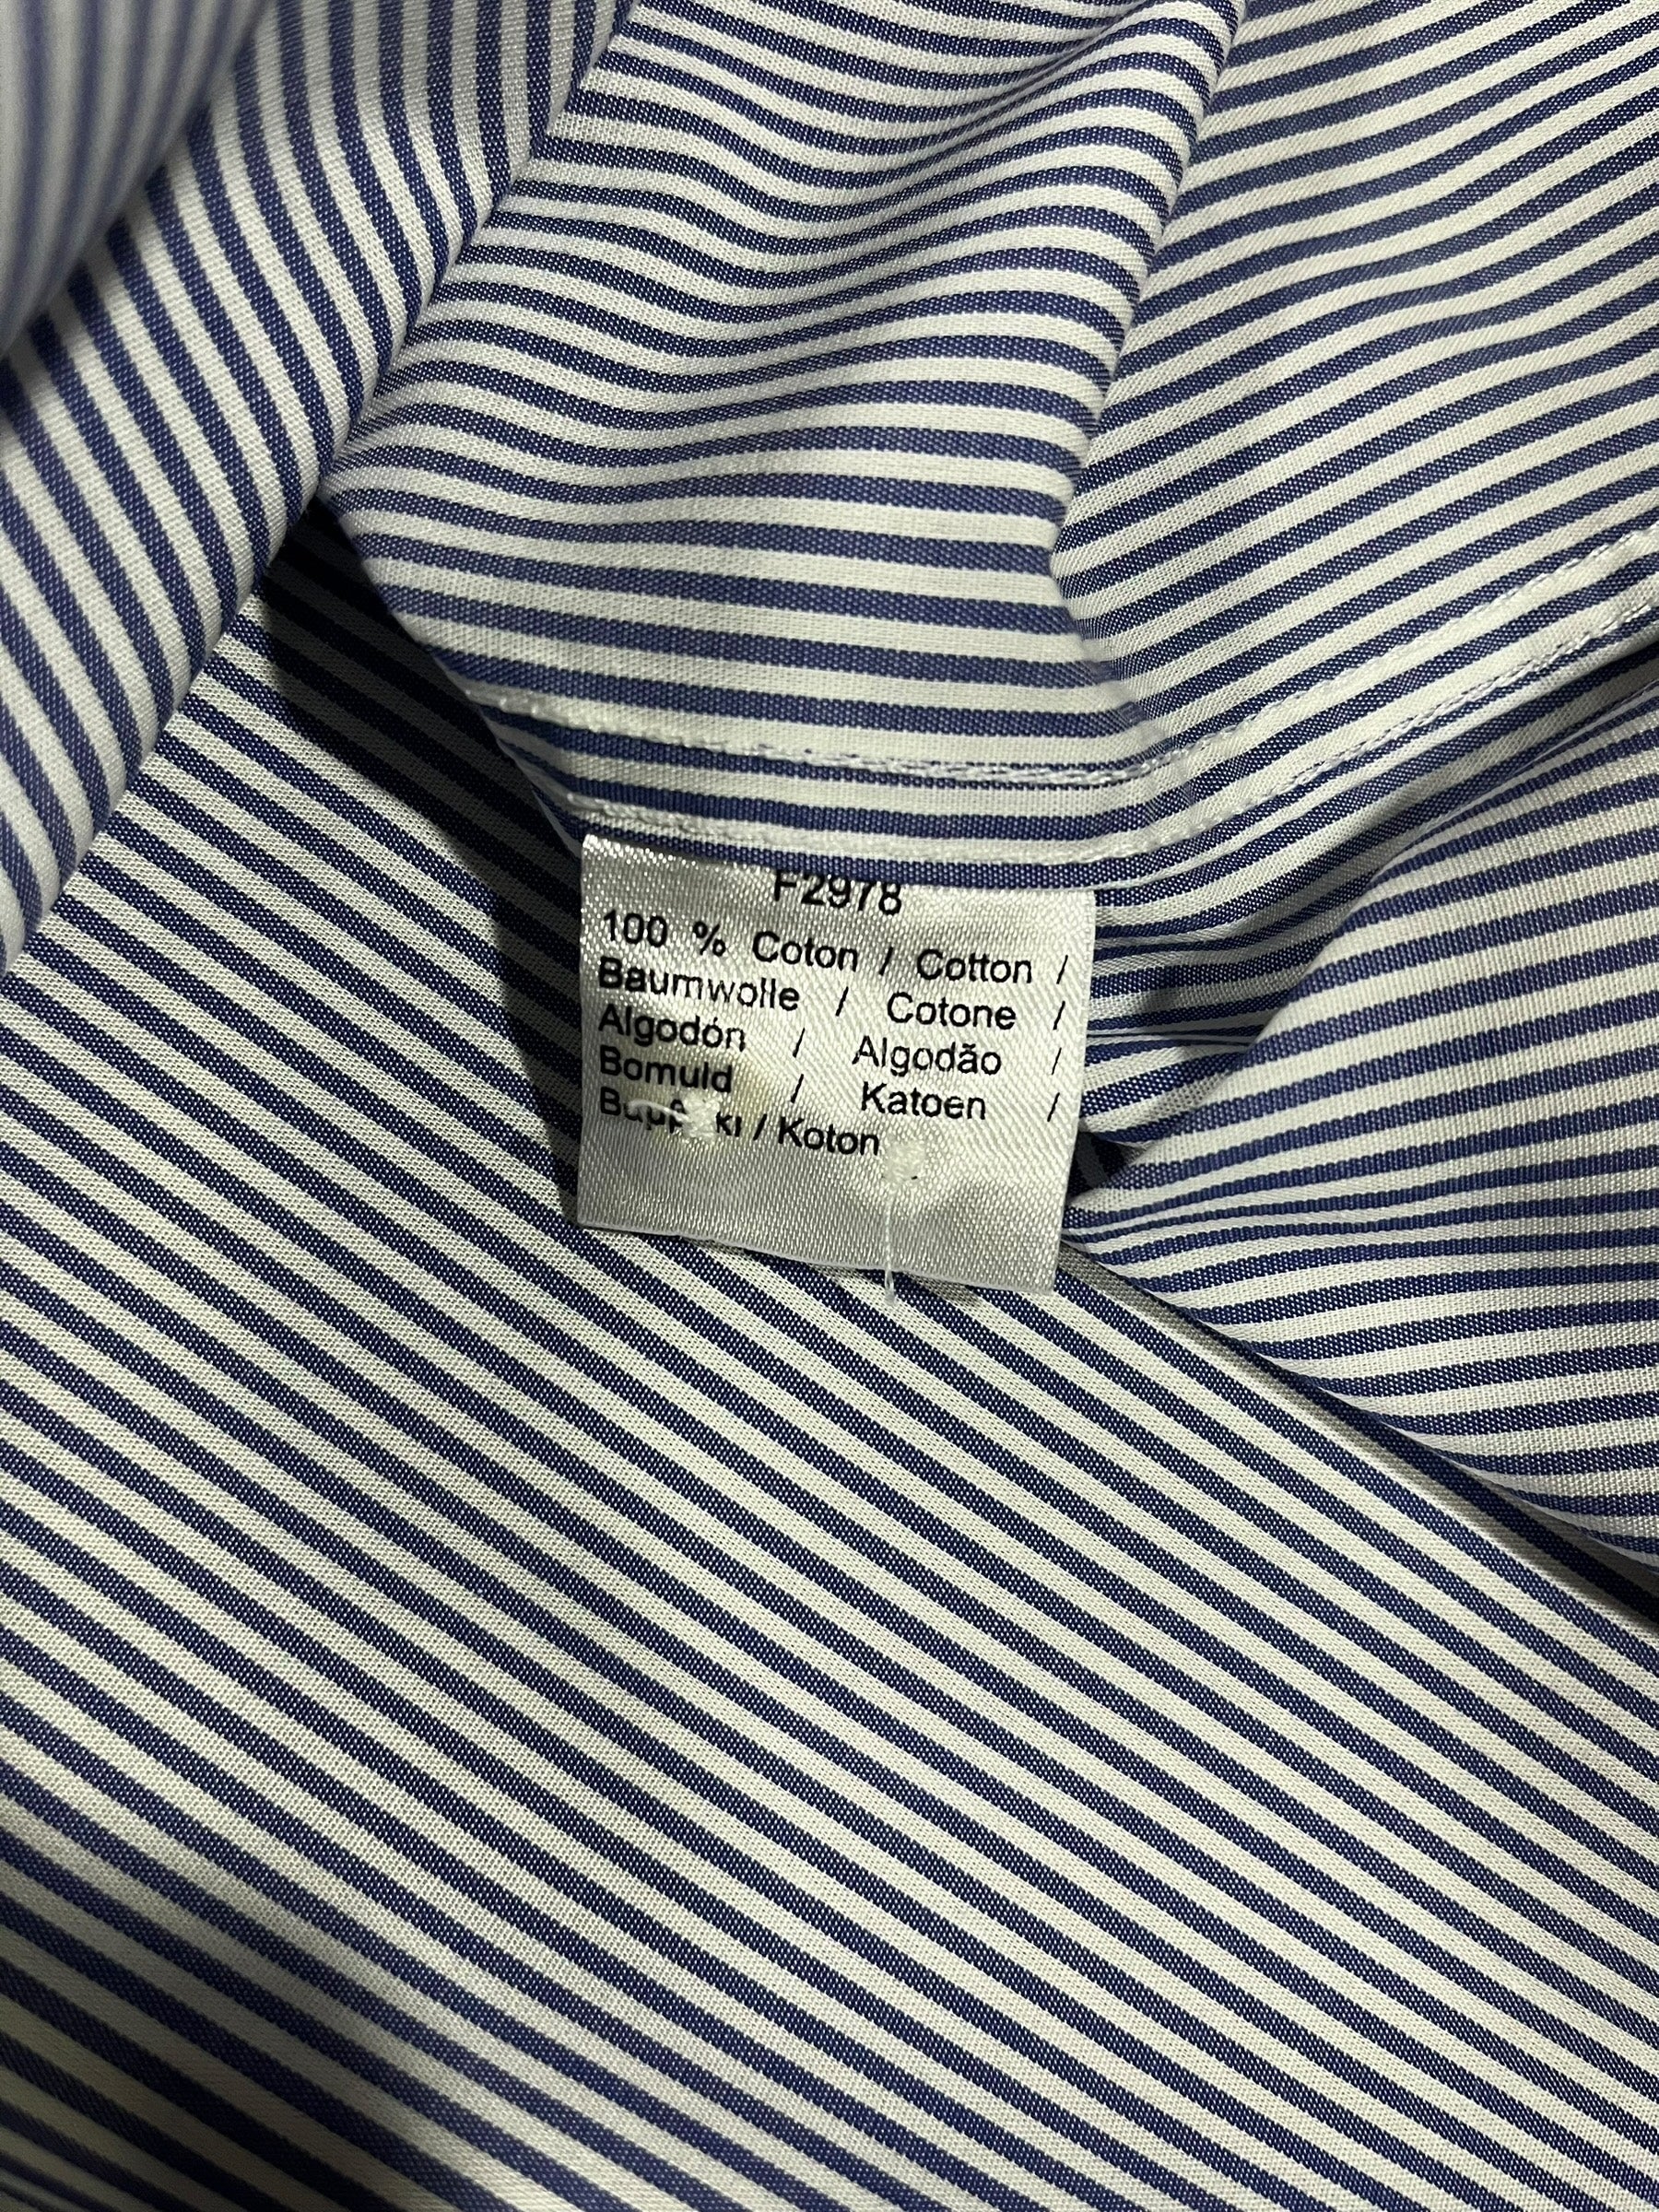 F2978
100 % Coton / Cotton /
Baumwolle / Cotone /
Algodón / Algodão /
Bomuld / Katoen /
/ Koton